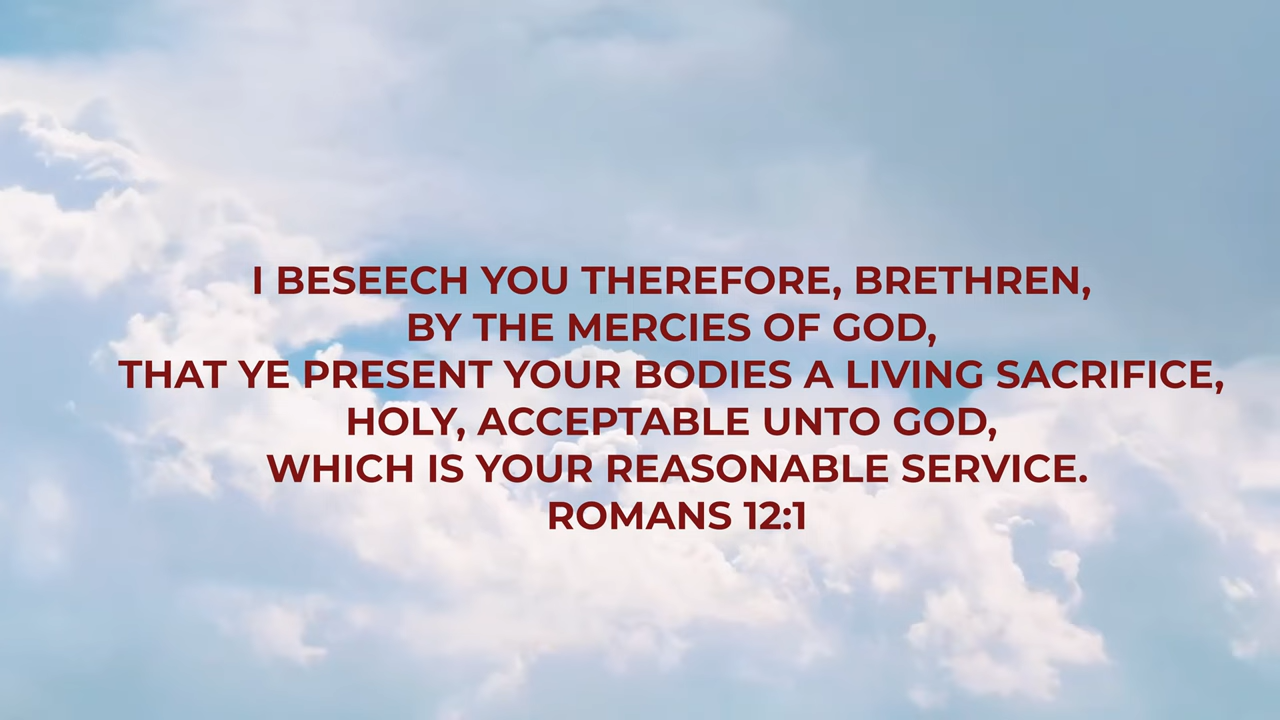 I BESEECH YOU THEREFORE, BRETHREN,
BY THE MERCIES OF GOD,
THAT YE PRESENT YOUR BODIES A LIVING SACRIFICE,
HOLY, ACCEPTABLE UNTO GOD,
WHICH IS YOUR REASONABLE SERVICE.
ROMANS 12:1